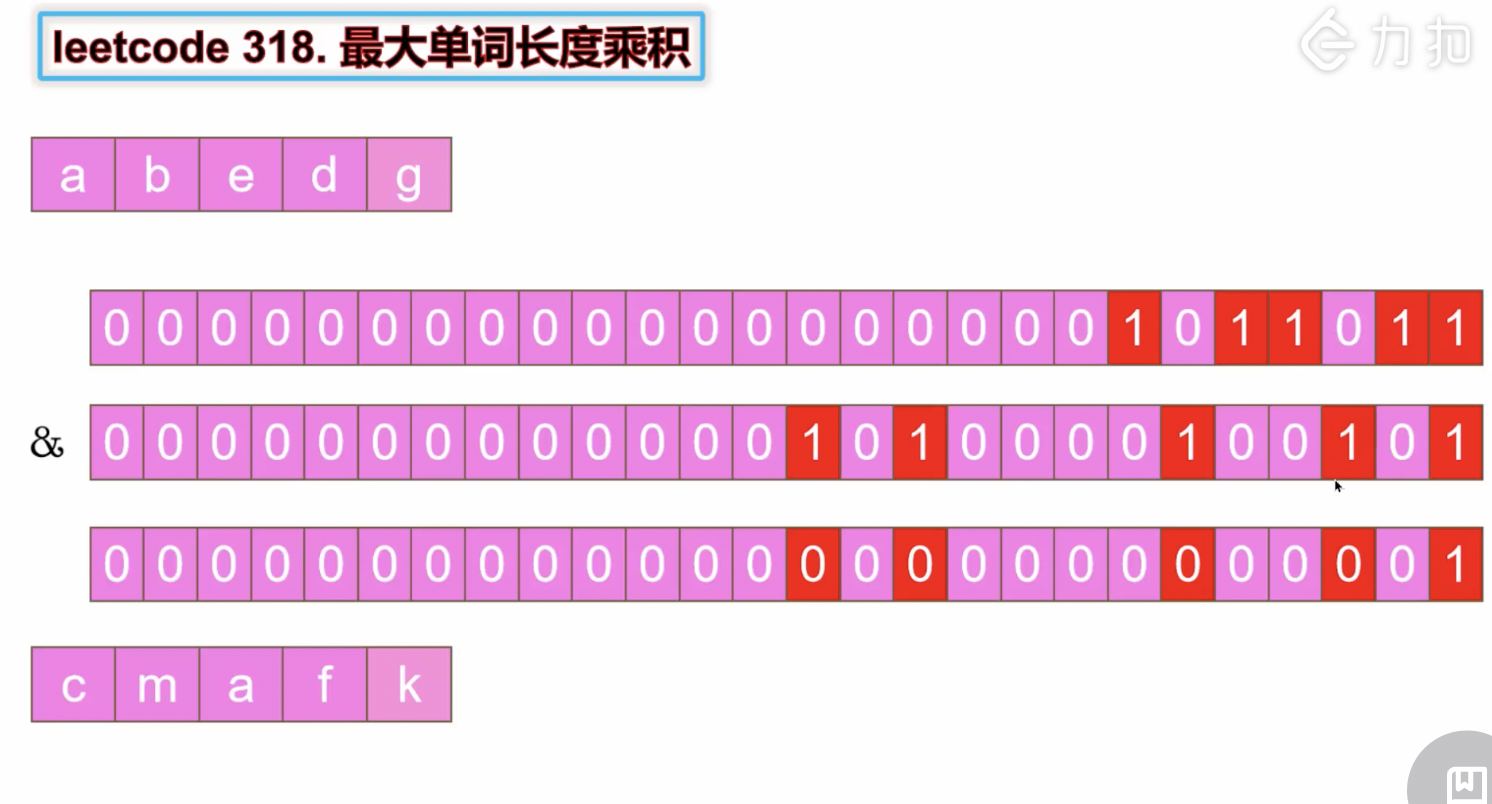 leetcode 318. 最大单词长度乘积
力扣
a b e d g
0 0 0 0 0 0 0 0 0 0 0 0 0 0 0 0 0 0 0 1 0 1 1 0 1 1
& 0 0 0 0 0 0 0 0 0 0 0 0 0 1 0 1 0 0 0 0 1 0 0 1 0 1
0 0 0 0 0 0 0 0 0 0 0 0 0 0 0 0 0 0 0 0 0 0 0 0 0 1
c m a f k